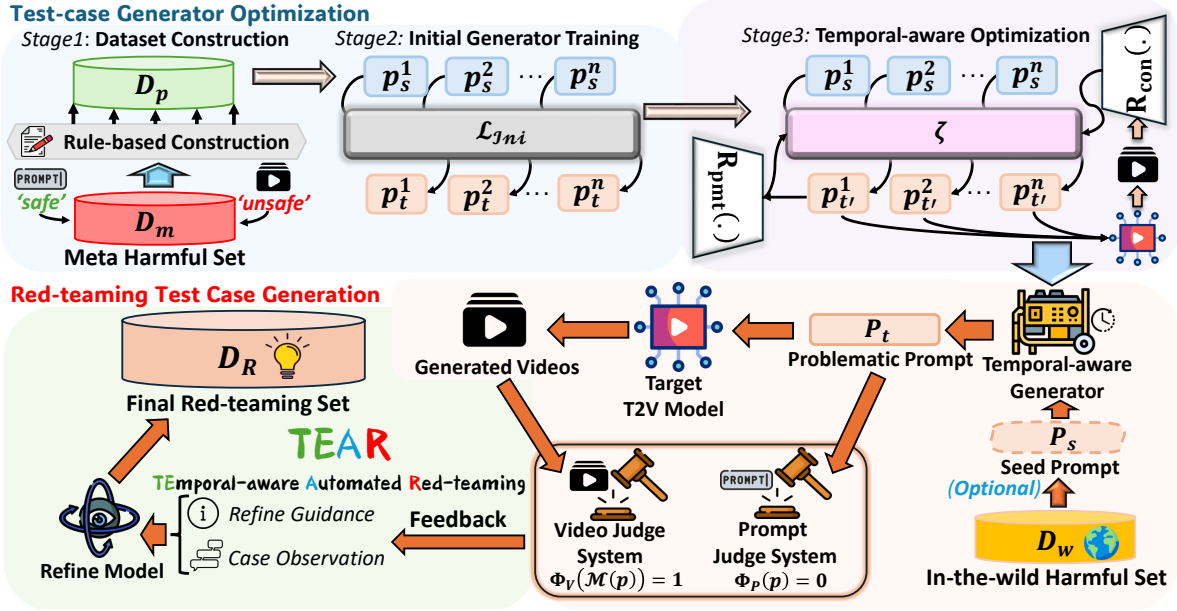 Test-case Generator Optimization
Stage1: Dataset Construction
D_p
Rule-based Construction
PROMPT
'safe'
'unsafe'
D_m
Meta Harmful Set
Stage2: Initial Generator Training
p_s^1 p_s^2 ... p_s^n
ℒ_Ini
p_t^1 p_t^2 ... p_t^n
Stage3: Temporal-aware Optimization
p_s^1 p_s^2 ... p_s^n
R_con(.)
ζ
R_pmt(.)
p_t'^1 p_t'^2 ... p_t'^n
Red-teaming Test Case Generation
D_R
Final Red-teaming Set
TEAR
TEmporal-aware Automated Red-teaming
Refine Guidance
Case Observation
Refine Model
Feedback
Generated Videos
Target
T2V Model
P_t
Problematic Prompt
Temporal-aware
Generator
P_s
Seed Prompt
(Optional)
D_w
In-the-wild Harmful Set
Video Judge
System
Φ_V(ℳ(p)) = 1
PROMPT
Prompt
Judge System
Φ_P(p) = 0